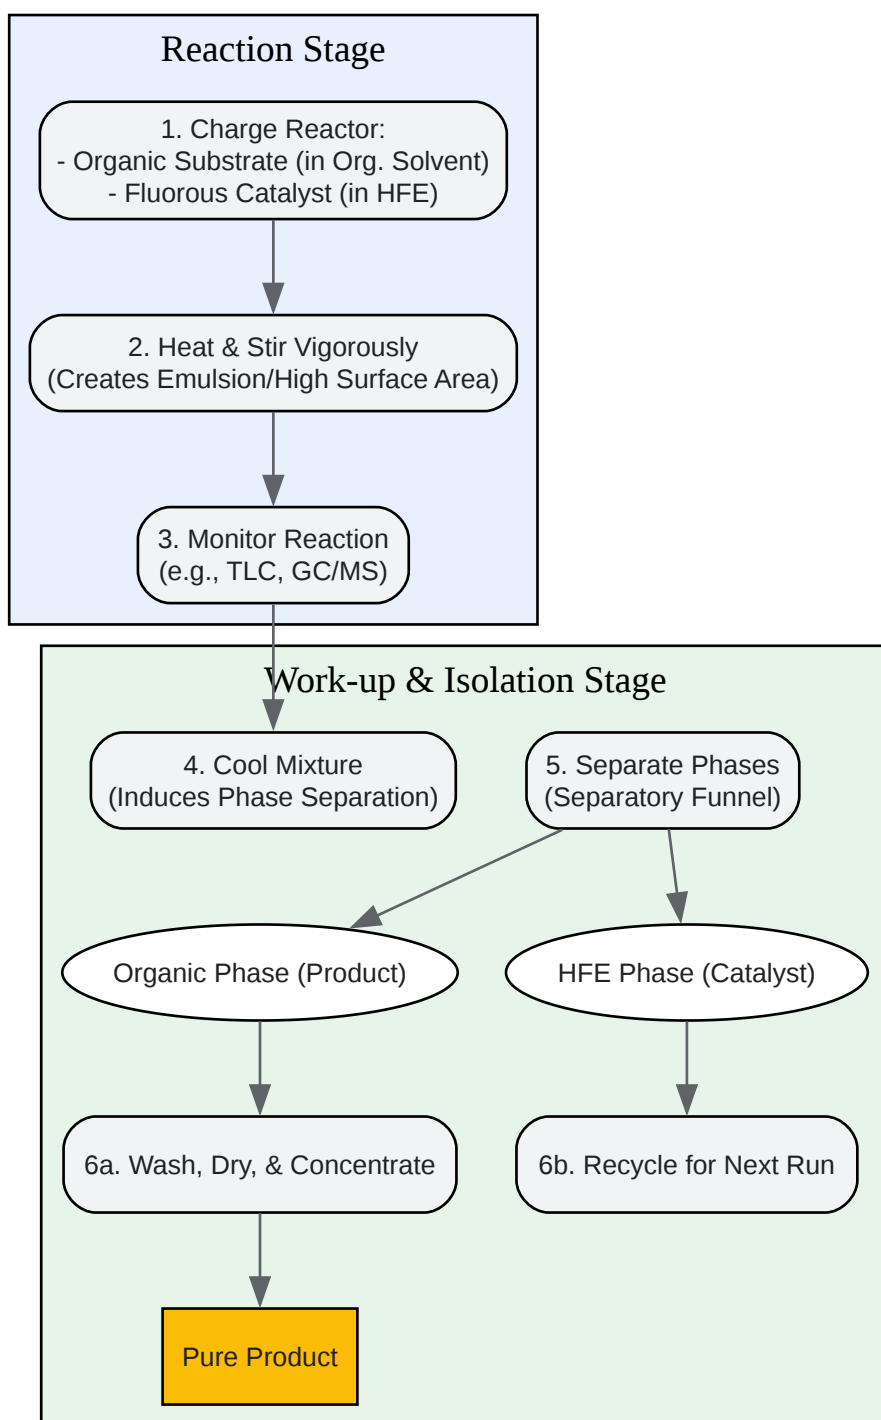 Reaction Stage
1. Charge Reactor:
- Organic Substrate (in Org. Solvent)
- Fluorous Catalyst (in HFE)
2. Heat & Stir Vigorously
(Creates Emulsion/High Surface Area)
3. Monitor Reaction
(e.g., TLC, GC/MS)
Work-up & Isolation Stage
4. Cool Mixture
(Induces Phase Separation)
5. Separate Phases
(Separatory Funnel)
Organic Phase (Product)
HFE Phase (Catalyst)
6a. Wash, Dry, & Concentrate
6b. Recycle for Next Run
Pure Product